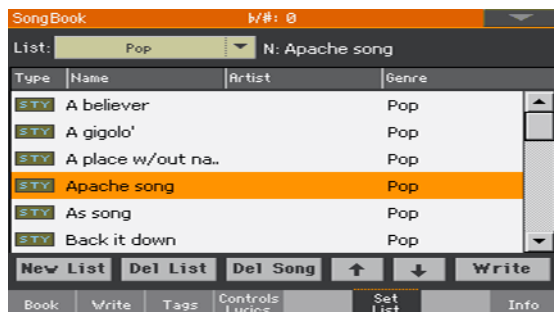 SongBook ♭/#: 0
List: Pop N: Apache song
Type Name Artist Genre
STY A believer Pop
STY A gigolo' Pop
STY A place w/out na.. Pop
STY Apache song Pop
STY As song Pop
STY Back it down Pop
New List Del List Del Song ↑ ↓ Write
Book Write Tags Controls Lyrics Set List Info